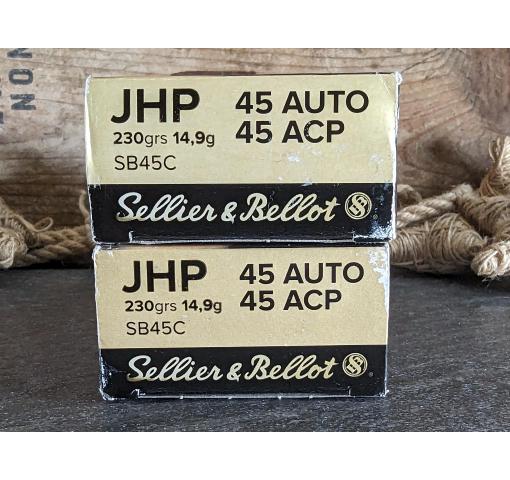 NON
JHP
45 AUTO
45 ACP
230grs 14,9g
SB45C
Sellier & Bellot
JHP
45 AUTO
45 ACP
230grs 14,9g
SB45C
Sellier & Bellot